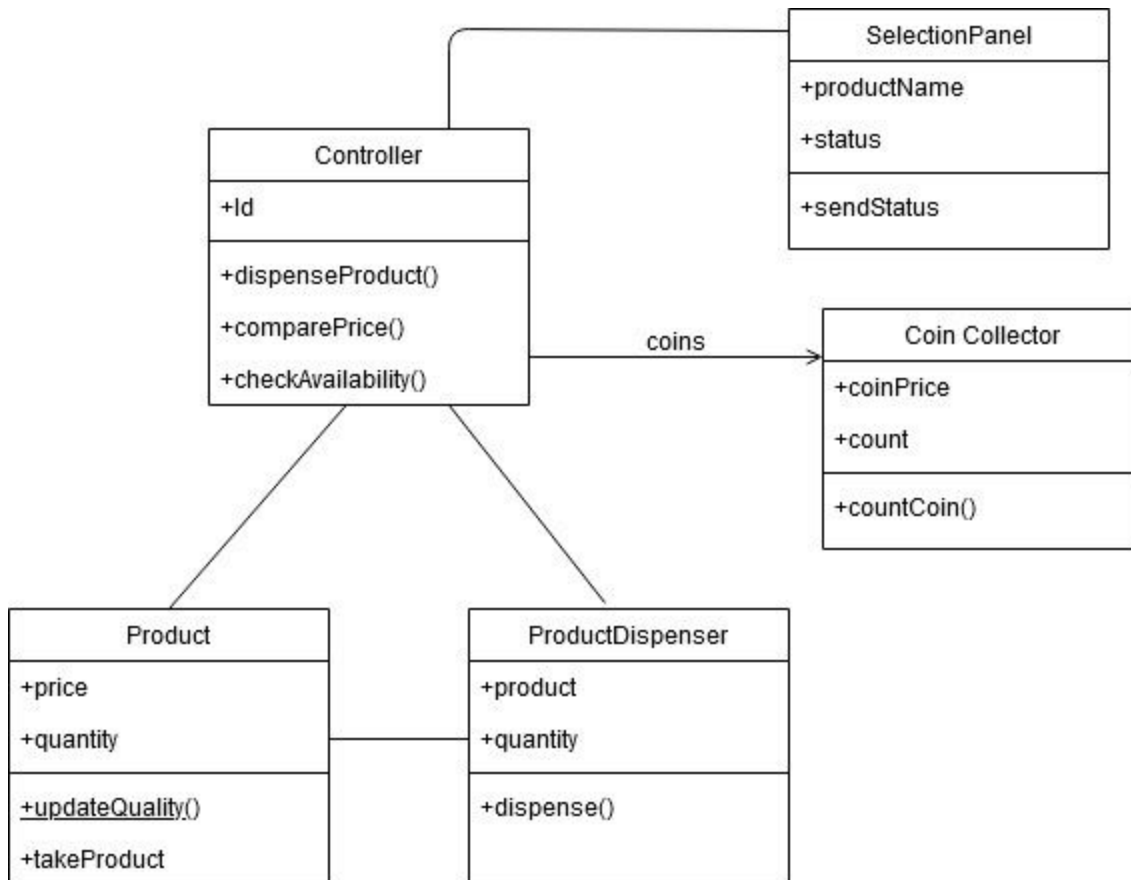 SelectionPanel
+productName
+status
+sendStatus
Controller
+Id
+dispenseProduct()
+comparePrice()
+checkAvailability()
coins
Coin Collector
+coinPrice
+count
+countCoin()
Product
+price
+quantity
+updateQuality()
+takeProduct
ProductDispenser
+product
+quantity
+dispense()